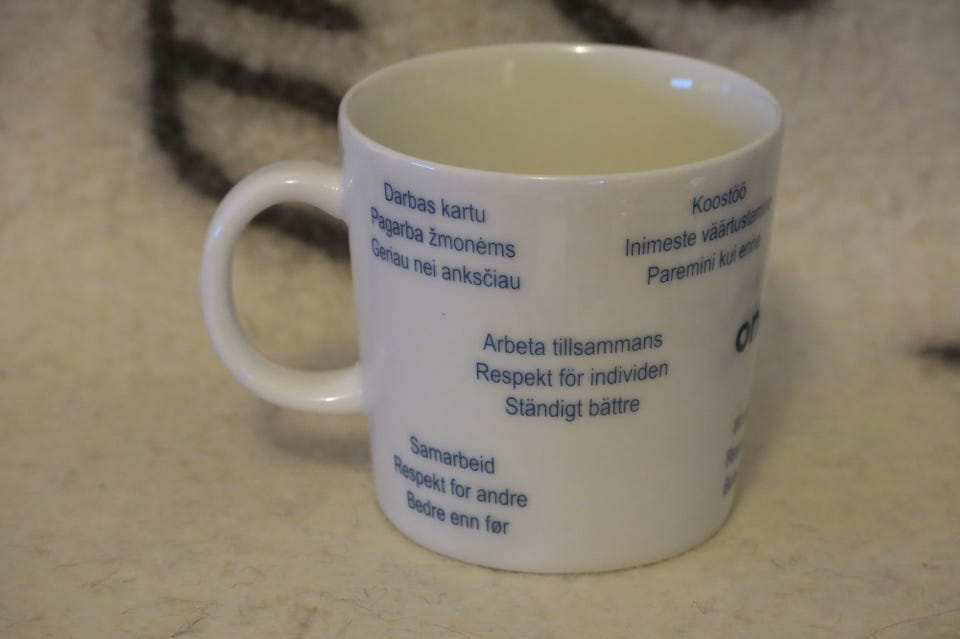 Darbas kartu
Pagarba žmonėms
Geriau nei anksčiau
Koostöö
Inimeste
Paremini kui enne
Arbeta tillsammans
Respekt för individen
Ständigt bättre
Samarbeid
Respekt for andre
Bedre enn før